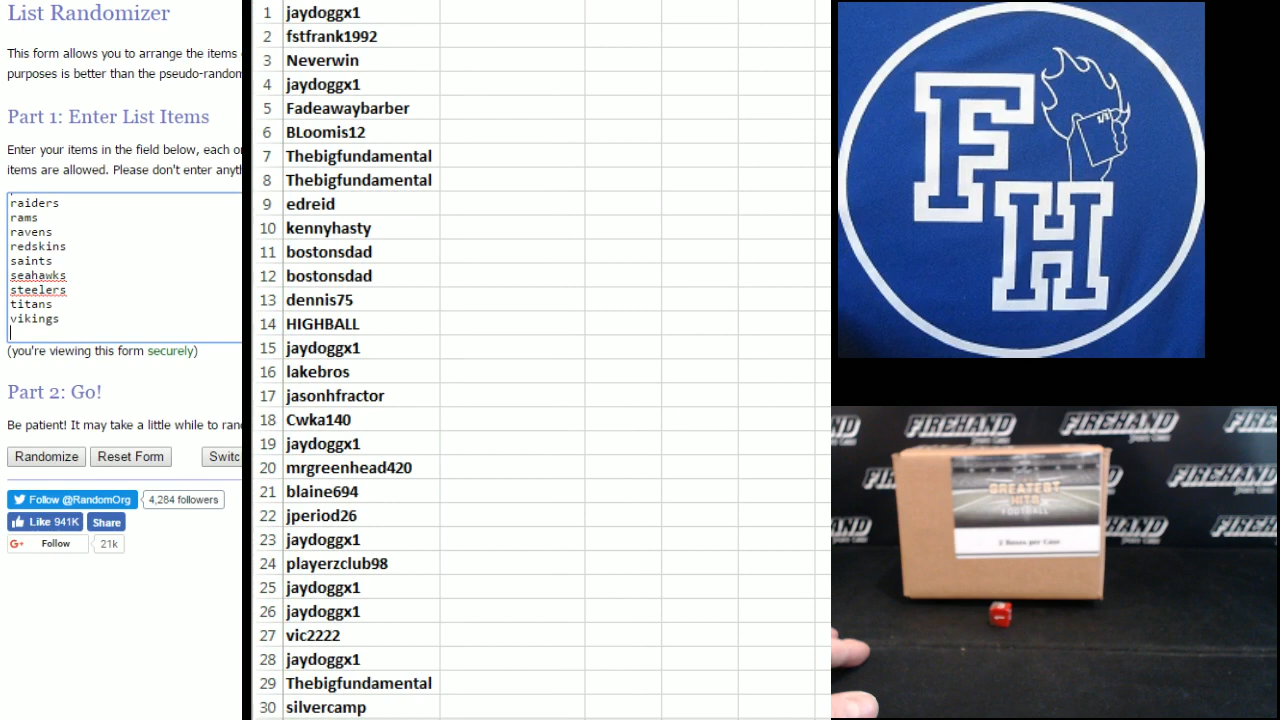 List Randomizer
This form allows you to arrange the items
purposes is better than the pseudo-random
Part 1: Enter List Items
Enter your items in the field below, each
items are allowed. Please don't enter
raiders
rams
ravens
redskins
saints
seahawks
steelers
titans
vikings
(you're viewing this form securely)
Part 2: Go!
Be patient! It may take a little while to
Randomize Reset Form
Follow @RandomOrg 4,284 followers
Like 941K Share
G+ Follow 21k
1 jaydoggx1
2 fstfrank1992
3 Neverwin
4 jaydoggx1
5 Fadeawaybarber
6 BLoomis12
7 Thebigfundamental
8 Thebigfundamental
9 edreid
10 kennyhasty
11 bostonsdad
12 bostonsdad
13 dennis75
14 HIGHBALL
15 jaydoggx1
16 lakebros
17 jasonhfractor
18 Cwka140
19 jaydoggx1
20 mrgreenhead420
21 blaine694
22 jperiod26
23 jaydoggx1
24 playerzclub98
25 jaydoggx1
26 jaydoggx1
27 vic2222
28 jaydoggx1
29 Thebigfundamental
30 silvercamp
FH
1/1
FIREHAND
FIREHAND
GREATEST
HITS
FOOTBALL
2 Boxes per Case